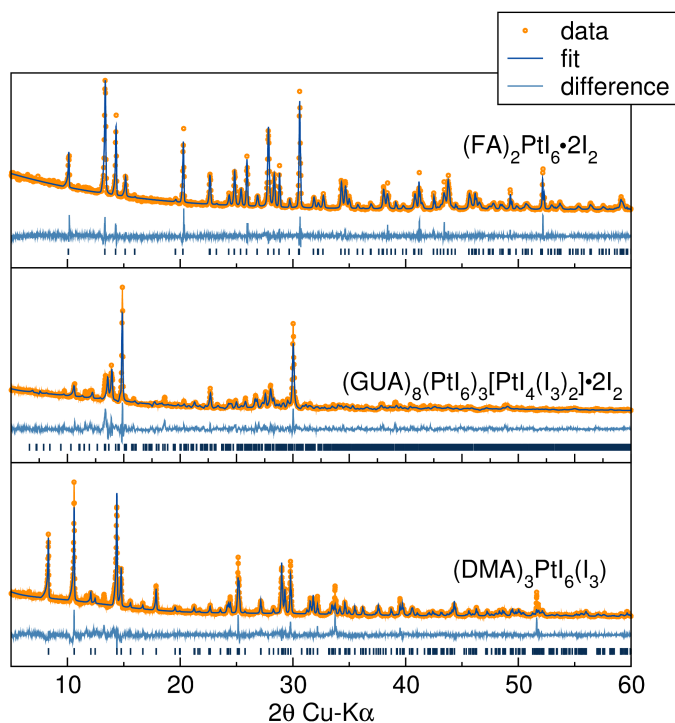 data
fit
difference
(FA)₂PtI₆•2I₂
(GUA)₈(PtI₆)₃[PtI₄(I₃)₂]•2I₂
(DMA)₃PtI₆(I₃)
10 20 30 40 50 60
2θ Cu-Kα